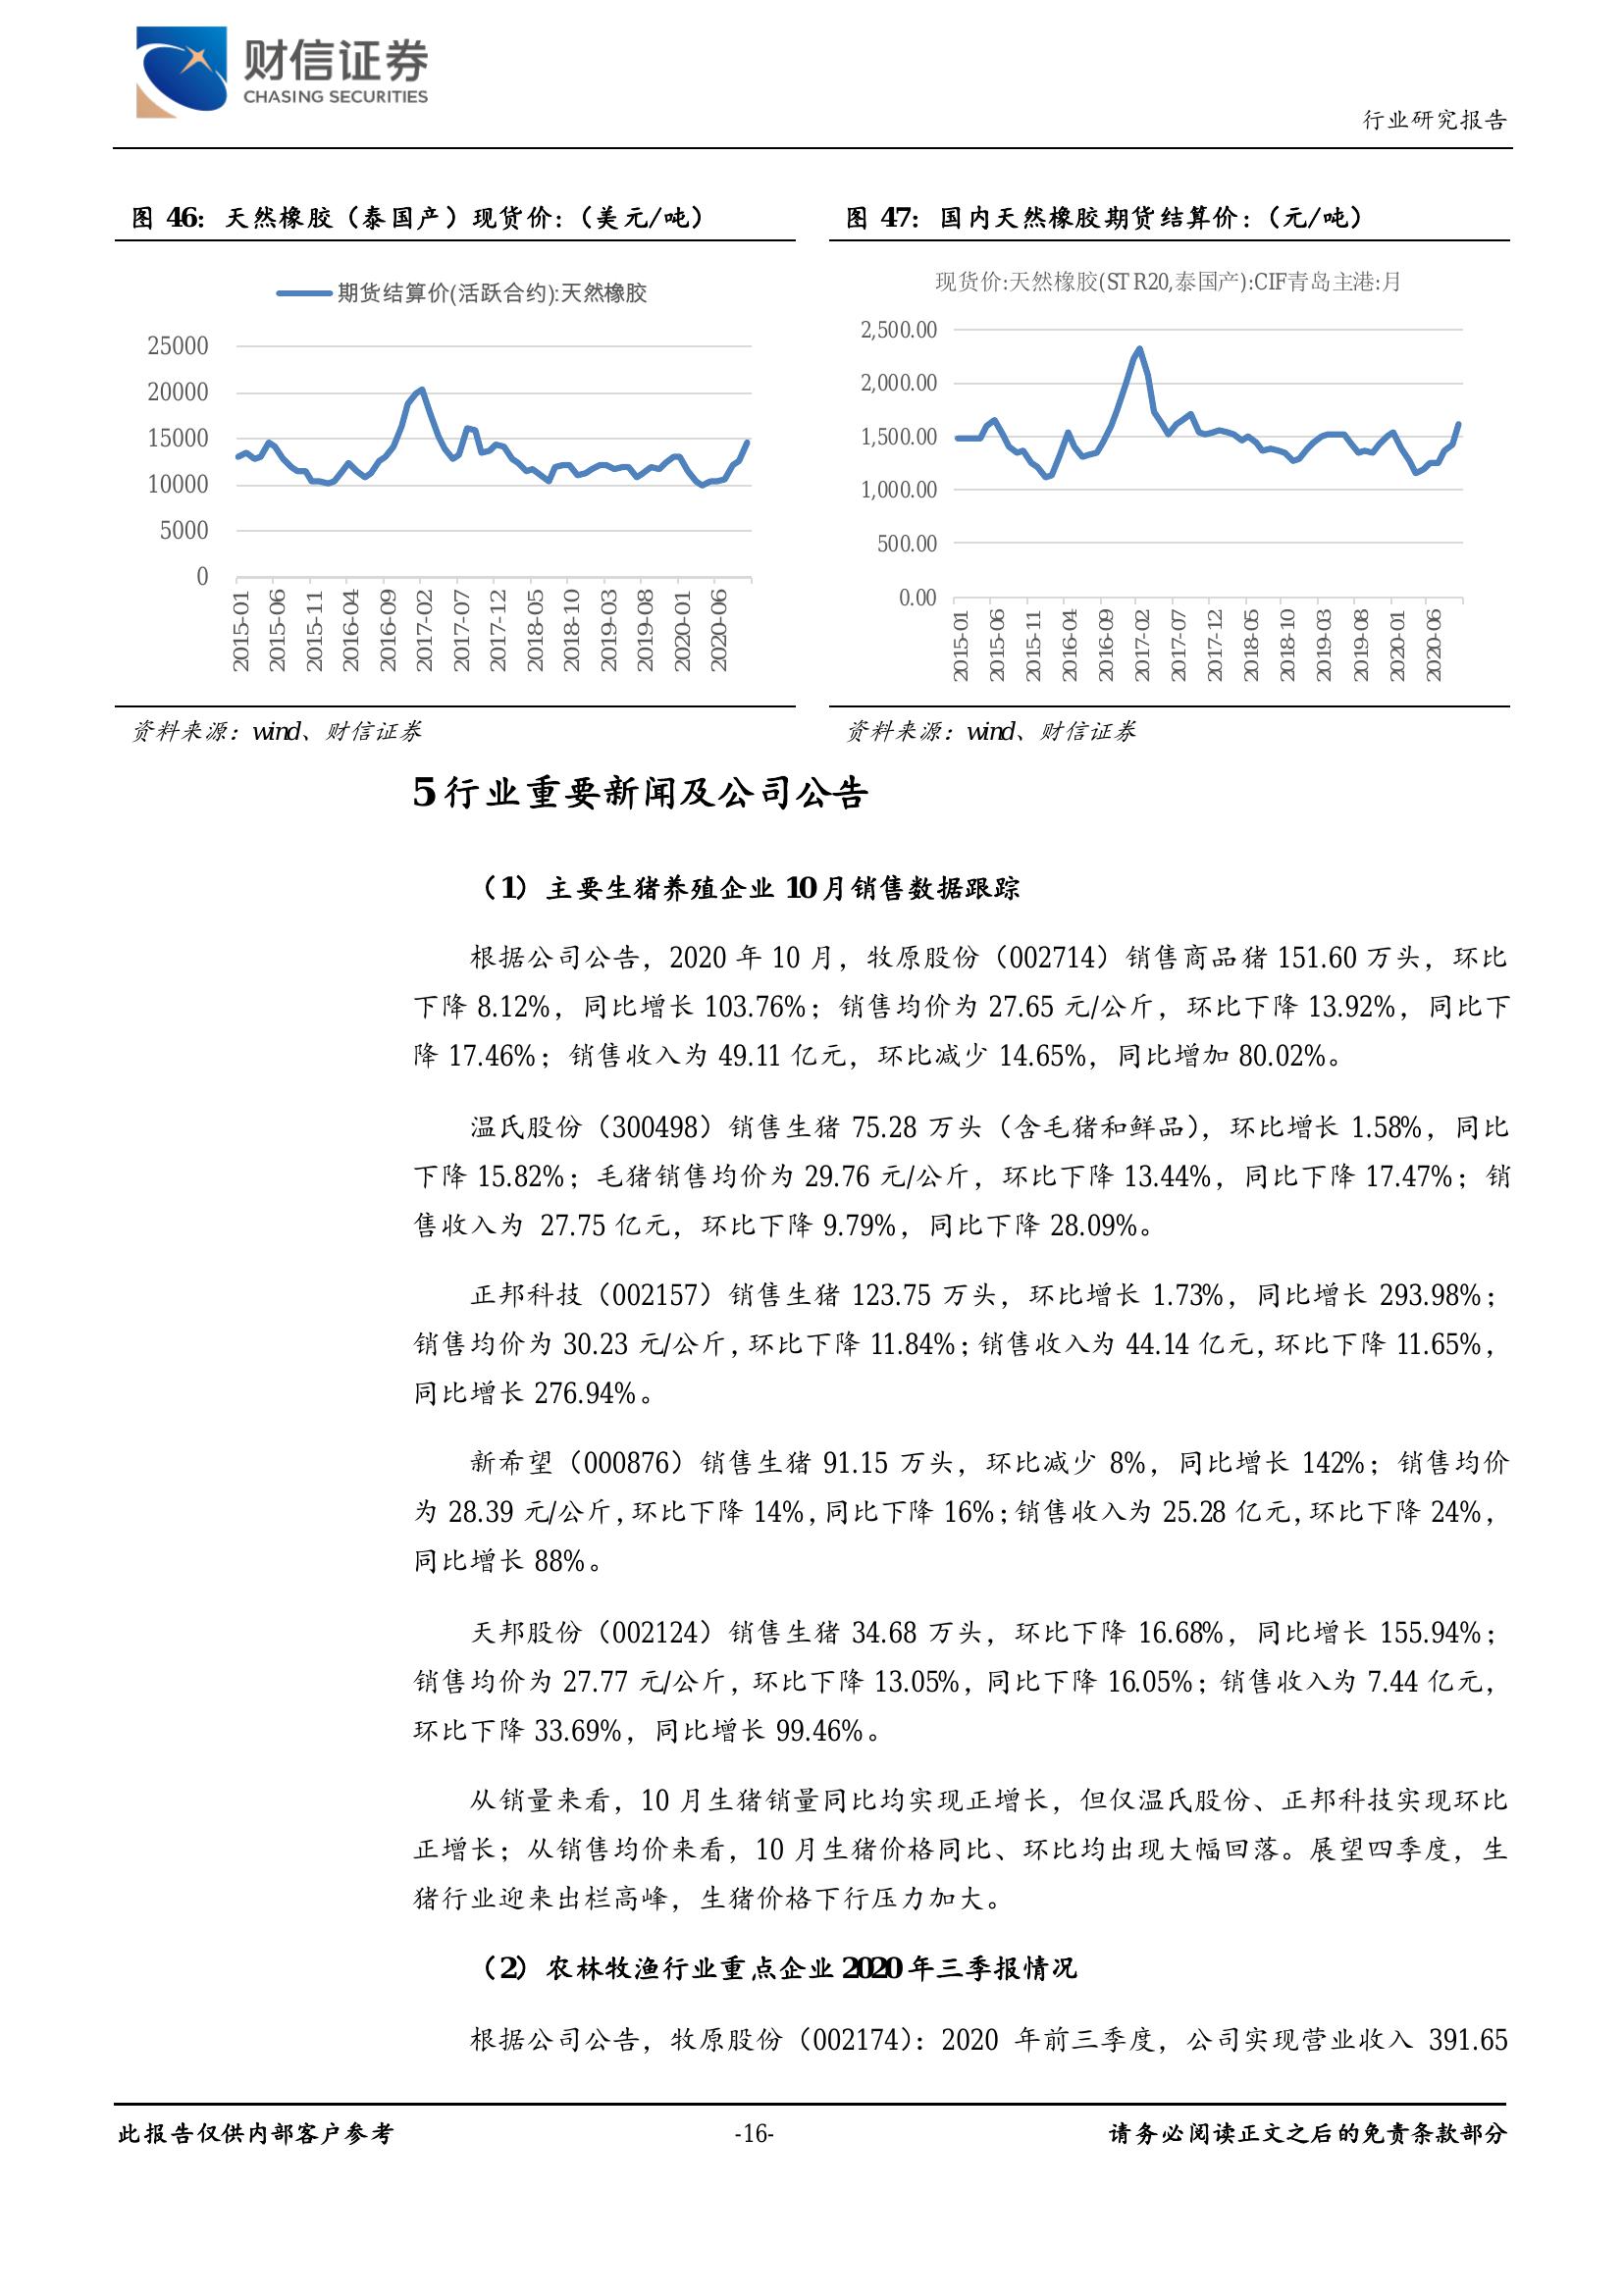 财信证券
CHASING SECURITIES
行业研究报告
图 46：天然橡胶（泰国产）现货价：（美元/吨）
期货结算价(活跃合约):天然橡胶
25000
20000
15000
10000
5000
0
2015-01
2015-06
2015-11
2016-04
2016-09
2017-02
2017-07
2017-12
2018-05
2018-10
2019-03
2019-08
2020-01
2020-06
资料来源：wind、财信证券
图 47：国内天然橡胶期货结算价：（元/吨）
现货价:天然橡胶(STR20,泰国产):CIF青岛主港:月
2,500.00
2,000.00
1,500.00
1,000.00
500.00
0.00
2015-01
2015-06
2015-11
2016-04
2016-09
2017-02
2017-07
2017-12
2018-05
2018-10
2019-03
2019-08
2020-01
2020-06
资料来源：wind、财信证券
5 行业重要新闻及公司公告
（1）主要生猪养殖企业 10 月销售数据跟踪
根据公司公告，2020 年 10 月，牧原股份（002714）销售商品猪 151.60 万头，环比
下降 8.12%，同比增长 103.76%；销售均价为 27.65 元/公斤，环比下降 13.92%，同比下
降 17.46%；销售收入为 49.11 亿元，环比减少 14.65%，同比增加 80.02%。
温氏股份（300498）销售生猪 75.28 万头（含毛猪和鲜品），环比增长 1.58%，同比
下降 15.82%；毛猪销售均价为 29.76 元/公斤，环比下降 13.44%，同比下降 17.47%；销
售收入为 27.75 亿元，环比下降 9.79%，同比下降 28.09%。
正邦科技（002157）销售生猪 123.75 万头，环比增长 1.73%，同比增长 293.98%；
销售均价为 30.23 元/公斤，环比下降 11.84%；销售收入为 44.14 亿元，环比下降 11.65%，
同比增长 276.94%。
新希望（000876）销售生猪 91.15 万头，环比减少 8%，同比增长 142%；销售均价
为 28.39 元/公斤，环比下降 14%，同比下降 16%；销售收入为 25.28 亿元，环比下降 24%，
同比增长 88%。
天邦股份（002124）销售生猪 34.68 万头，环比下降 16.68%，同比增长 155.94%；
销售均价为 27.77 元/公斤，环比下降 13.05%，同比下降 16.05%；销售收入为 7.44 亿元，
环比下降 33.69%，同比增长 99.46%。
从销量来看，10 月生猪销量同比均实现正增长，但仅温氏股份、正邦科技实现环比
正增长；从销售均价来看，10 月生猪价格同比、环比均出现大幅回落。展望四季度，生
猪行业迎来出栏高峰，生猪价格下行压力加大。
（2）农林牧渔行业重点企业 2020 年三季报情况
根据公司公告，牧原股份（002174）：2020 年前三季度，公司实现营业收入 391.65
此报告仅供内部客户参考
-16-
请务必阅读正文之后的免责条款部分